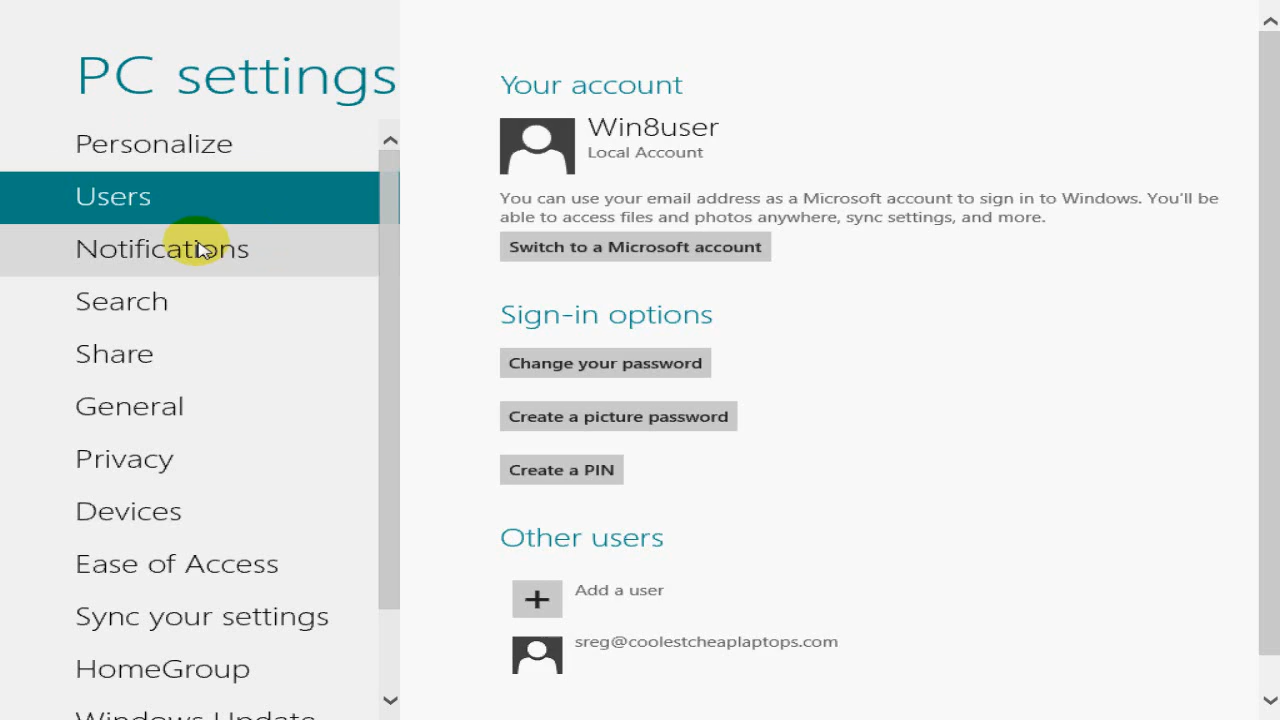 PC settings
Personalize
Users
Notifications
Search
Share
General
Privacy
Devices
Ease of Access
Sync your settings
HomeGroup
Windows Update
Your account
Win8user
Local Account
You can use your email address as a Microsoft account to sign in to Windows. You'll be
able to access files and photos anywhere, sync settings, and more.
Switch to a Microsoft account
Sign-in options
Change your password
Create a picture password
Create a PIN
Other users
Add a user
sreg@coolestcheaplaptops.com